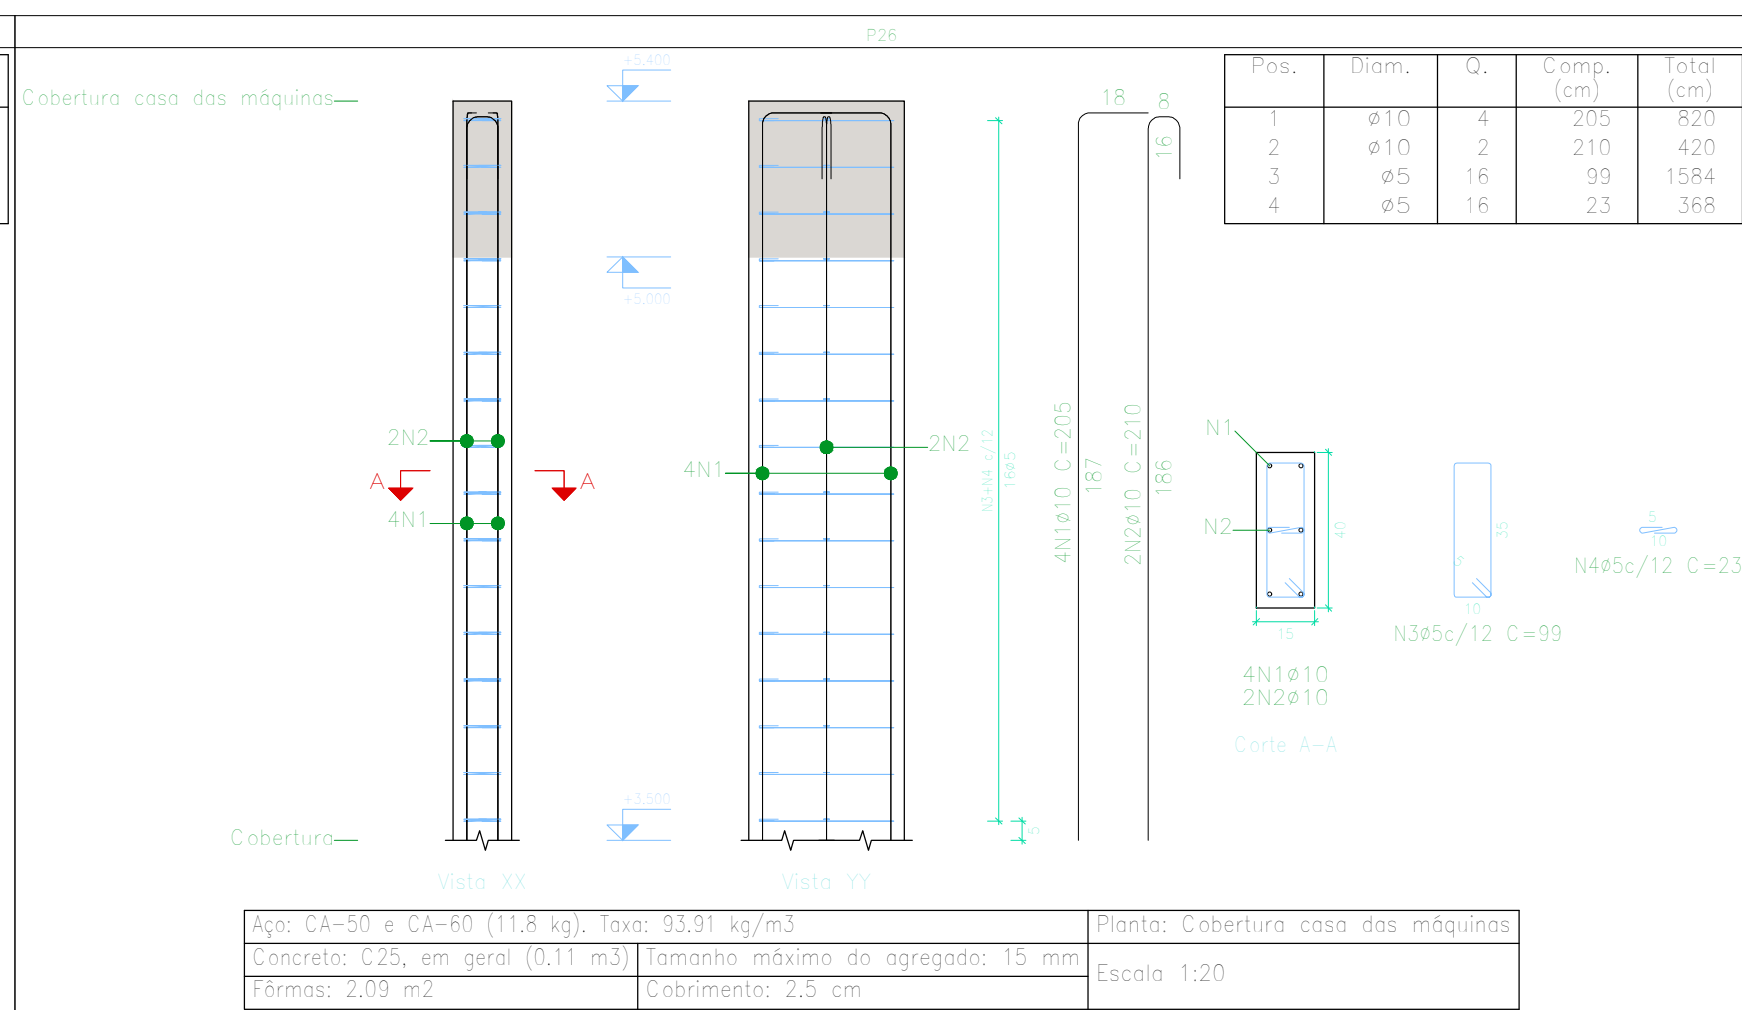 P26
Cobertura casa das máquinas
+5.400
+5.000
+3.500
Cobertura
2N2
A
A
4N1
4N1
2N2
Vista XX
Vista YY
N3+N4 c/12
16ø5
5
18
8
16
4N1ø10 C=205
187
2N2ø10 C=210
186
Pos. Diam. Q. Comp. (cm) Total (cm)
1 ø10 4 205 820
2 ø10 2 210 420
3 ø5 16 99 1584
4 ø5 16 23 368
N1
N2
40
15
4N1ø10
2N2ø10
Corte A-A
35
5
10
N3ø5c/12 C=99
5
10
N4ø5c/12 C=23
Aço: CA-50 e CA-60 (11.8 kg). Taxa: 93.91 kg/m3
Concreto: C25, em geral (0.11 m3)
Tamanho máximo do agregado: 15 mm
Fôrmas: 2.09 m2
Cobrimento: 2.5 cm
Planta: Cobertura casa das máquinas
Escala 1:20